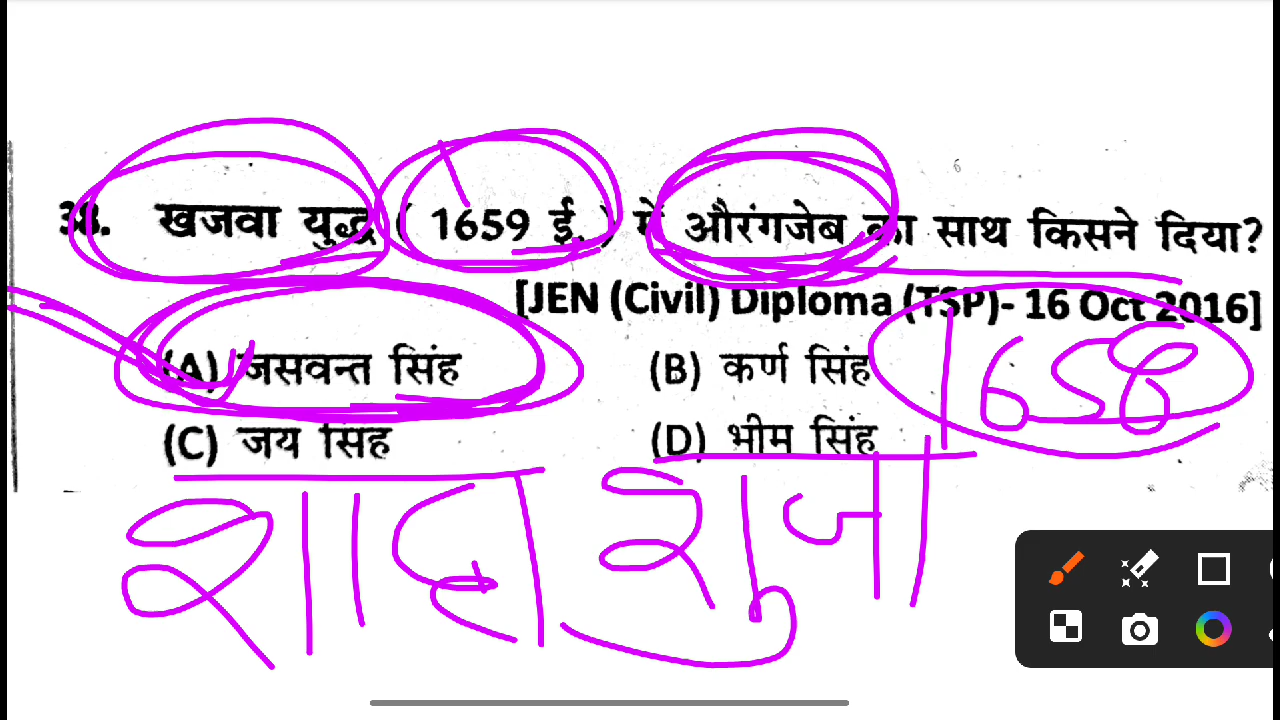 38. खजवा युद्ध ( 1659 ई. ) में औरंगजेब का साथ किसने दिया?
[JEN (Civil) Diploma (TSP)- 16 Oct 2016]
(A) जसवन्त सिंह (B) कर्ण सिंह
1658
(C) जय सिंह (D) भीम सिंह
शाहशुजा